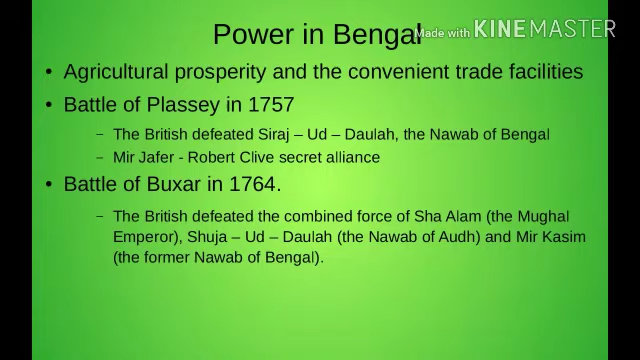 Power in Bengal
Made with KINEMASTER
• Agricultural prosperity and the convenient trade facilities
• Battle of Plassey in 1757
– The British defeated Siraj – Ud – Daulah, the Nawab of Bengal
– Mir Jafer - Robert Clive secret alliance
• Battle of Buxar in 1764.
– The British defeated the combined force of Sha Alam (the Mughal
Emperor), Shuja – Ud – Daulah (the Nawab of Audh) and Mir Kasim
(the former Nawab of Bengal).